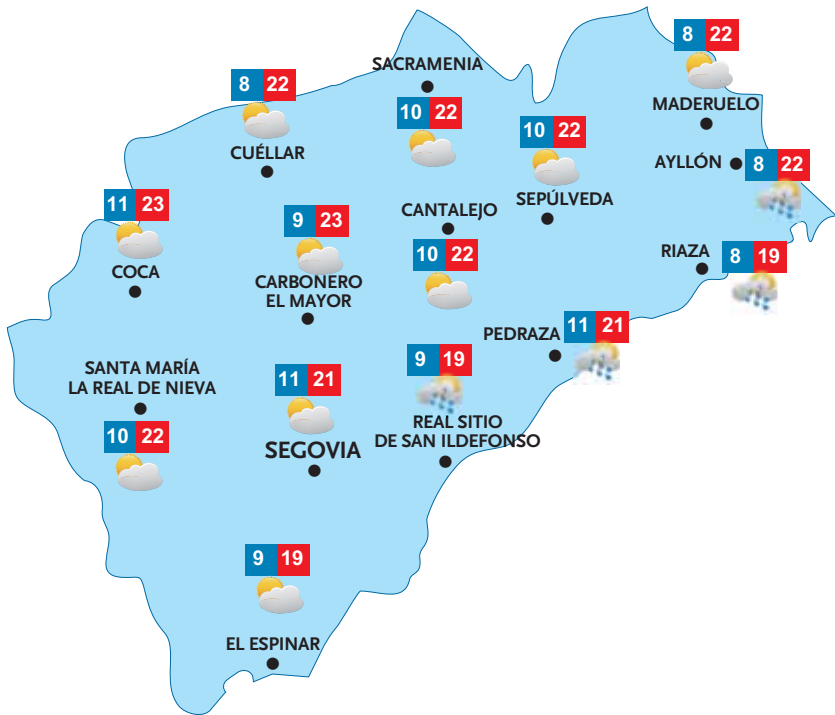 8 22
MADERUELO
SACRAMENIA
10 22
8 22
CUÉLLAR
10 22
SEPÚLVEDA
AYLLÓN
8 22
11 23
COCA
9 23
CARBONERO
EL MAYOR
CANTALEJO
10 22
RIAZA
8 19
PEDRAZA
11 21
SANTA MARÍA
LA REAL DE NIEVA
10 22
11 21
SEGOVIA
9 19
REAL SITIO
DE SAN ILDEFONSO
9 19
EL ESPINAR